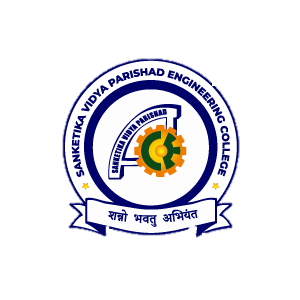 SANKETIKA VIDYA PARISHAD ENGINEERING COLLEGE
SANKETIKA VIDYA PARISHAD
शन्नो भवतु अभियंत